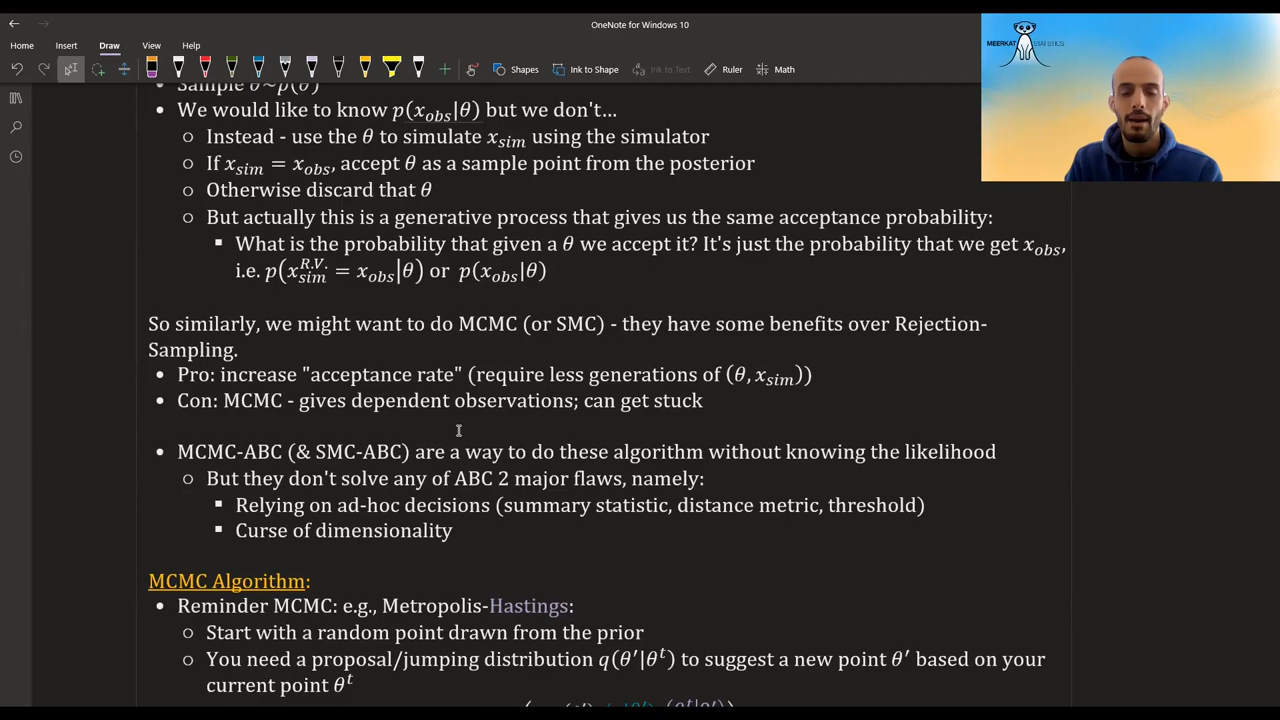 OneNote for Windows 10
Home Insert Draw View Help
Shapes Ink to Shape Ink to Text Ruler Math
MEERKAT STATISTICS
• Sample θ~p(θ)
• We would like to know p(x_obs|θ) but we don't…
○ Instead - use the θ to simulate x_sim using the simulator
○ If x_sim = x_obs, accept θ as a sample point from the posterior
○ Otherwise discard that θ
○ But actually this is a generative process that gives us the same acceptance probability:
▪ What is the probability that given a θ we accept it? It's just the probability that we get x_obs,
i.e. p(x_sim^R.V. = x_obs|θ) or p(x_obs|θ)
So similarly, we might want to do MCMC (or SMC) - they have some benefits over Rejection-
Sampling.
• Pro: increase "acceptance rate" (require less generations of (θ, x_sim))
• Con: MCMC - gives dependent observations; can get stuck
• MCMC-ABC (& SMC-ABC) are a way to do these algorithm without knowing the likelihood
○ But they don't solve any of ABC 2 major flaws, namely:
▪ Relying on ad-hoc decisions (summary statistic, distance metric, threshold)
▪ Curse of dimensionality
MCMC Algorithm:
• Reminder MCMC: e.g., Metropolis-Hastings:
○ Start with a random point drawn from the prior
○ You need a proposal/jumping distribution q(θ'|θ^t) to suggest a new point θ' based on your
current point θ^t